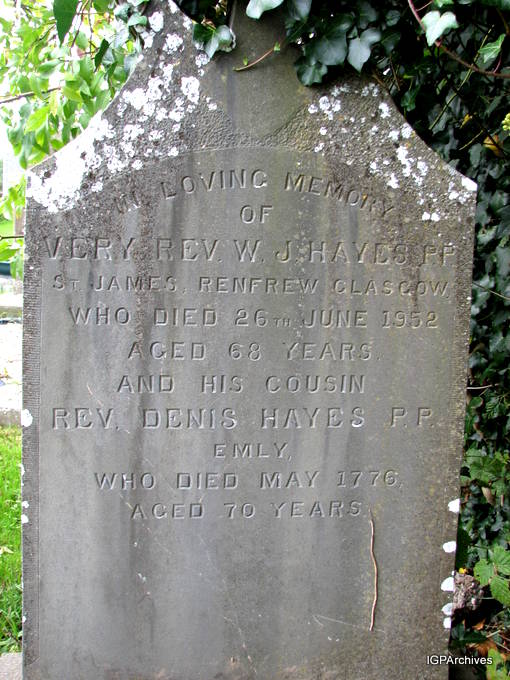 IN LOVING MEMORY
OF
VERY REV. W. J. HAYES P.P.
ST. JAMES, RENFREW GLASGOW,
WHO DIED 26TH JUNE 1952
AGED 68 YEARS.
AND HIS COUSIN
REV. DENIS HAYES P.P.
EMLY,
WHO DIED MAY 1776,
AGED 70 YEARS.
IGPArchives